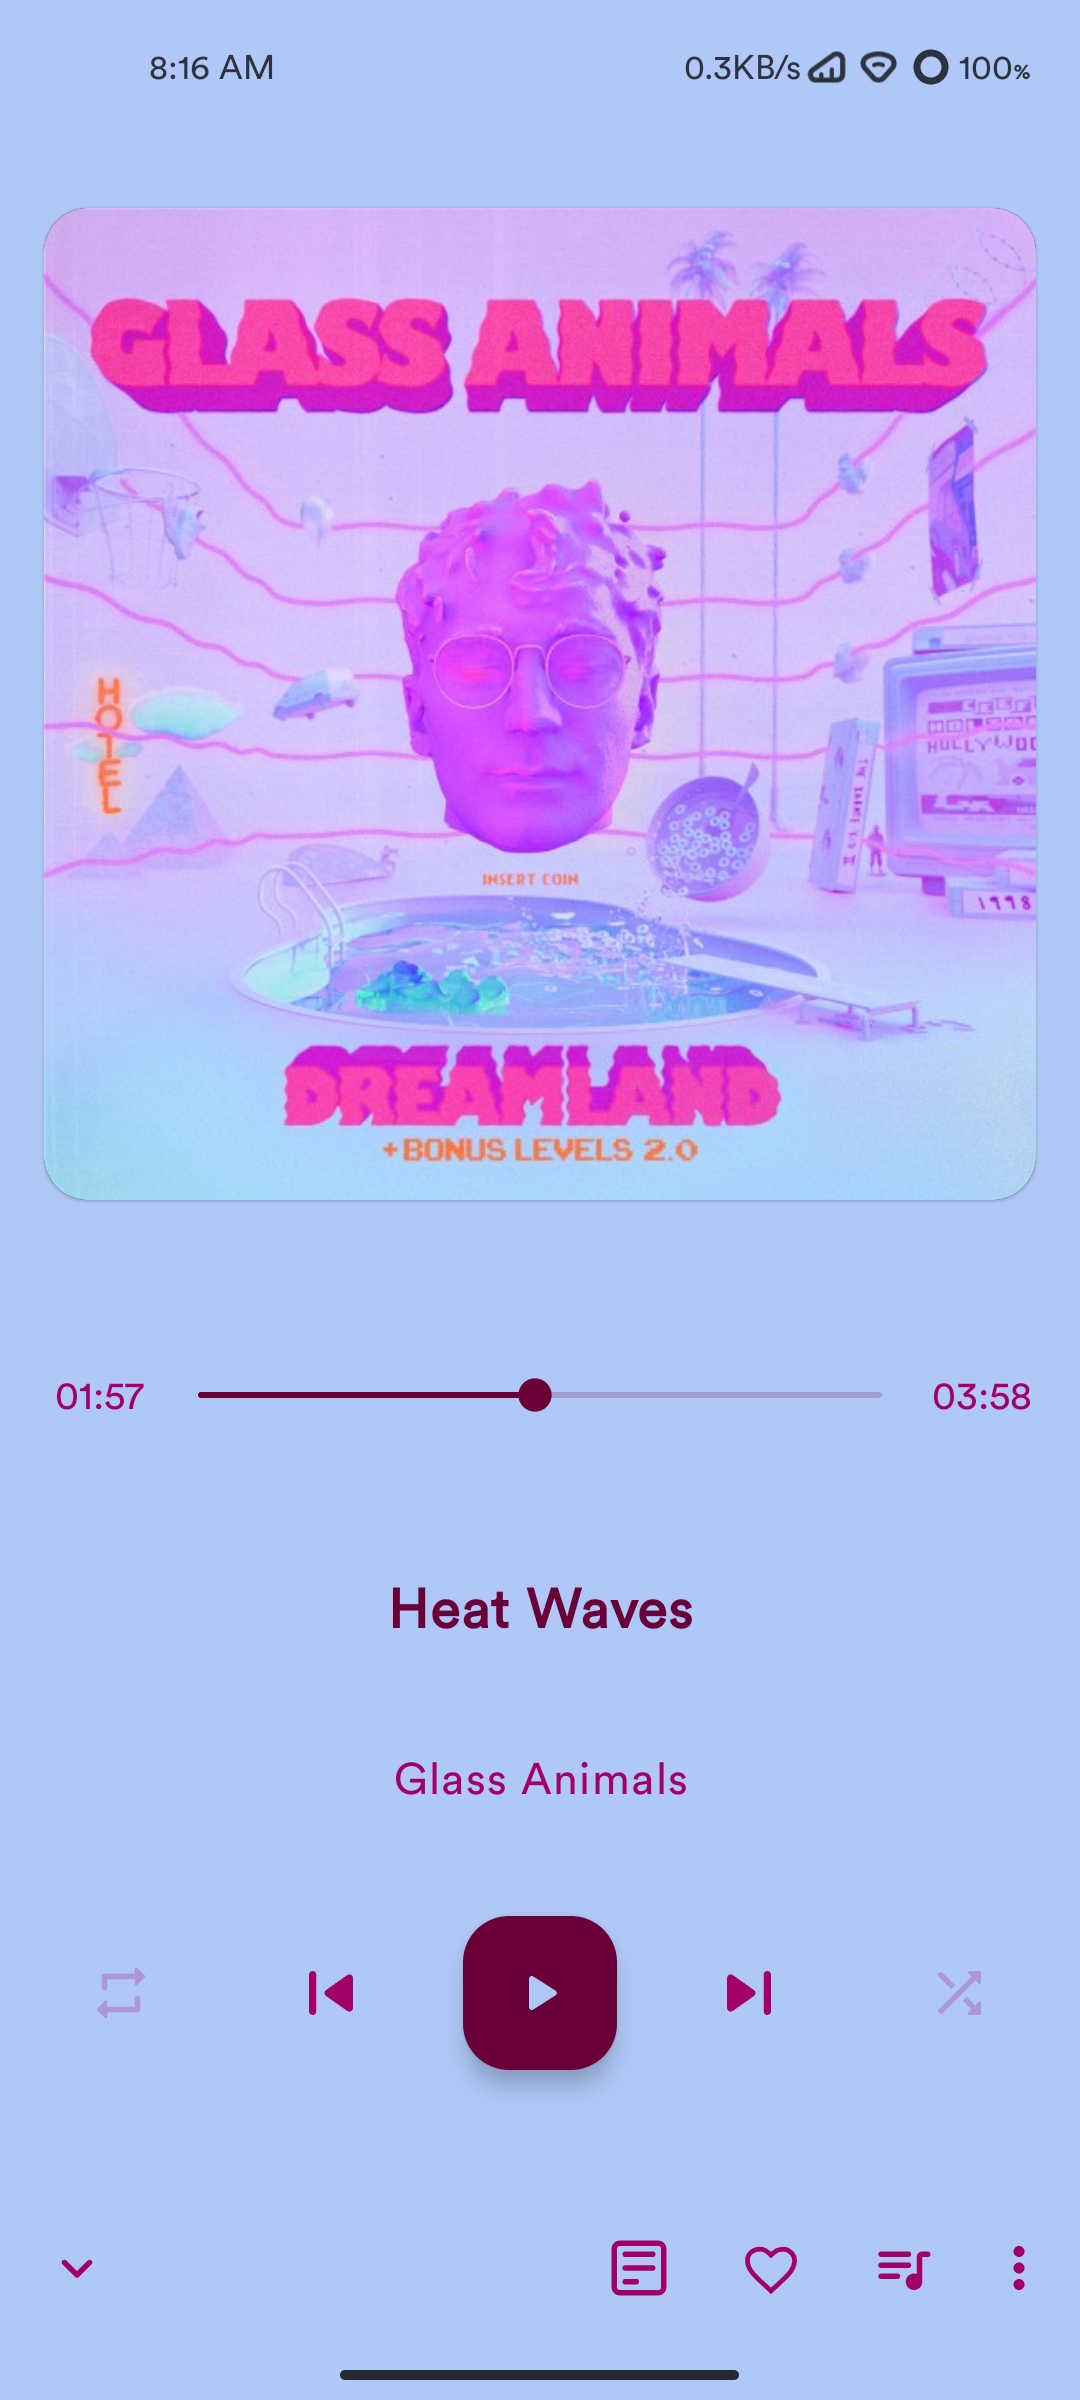 8:16 AM
0.3KB/s 100%
GLASS ANIMALS
HOTEL
INSERT COIN
1998
DREAMLAND
+BONUS LEVELS 2.0
01:57
03:58
Heat Waves
Glass Animals